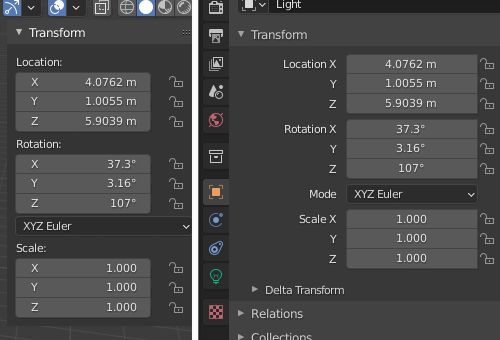 Transform
Location:
X 4.0762 m
Y 1.0055 m
Z 5.9039 m
Rotation:
X 37.3°
Y 3.16°
Z 107°
XYZ Euler
Scale:
X 1.000
Y 1.000
Z 1.000
Light
Transform
Location X 4.0762 m
Y 1.0055 m
Z 5.9039 m
Rotation X 37.3°
Y 3.16°
Z 107°
Mode XYZ Euler
Scale X 1.000
Y 1.000
Z 1.000
Delta Transform
Relations
Collections